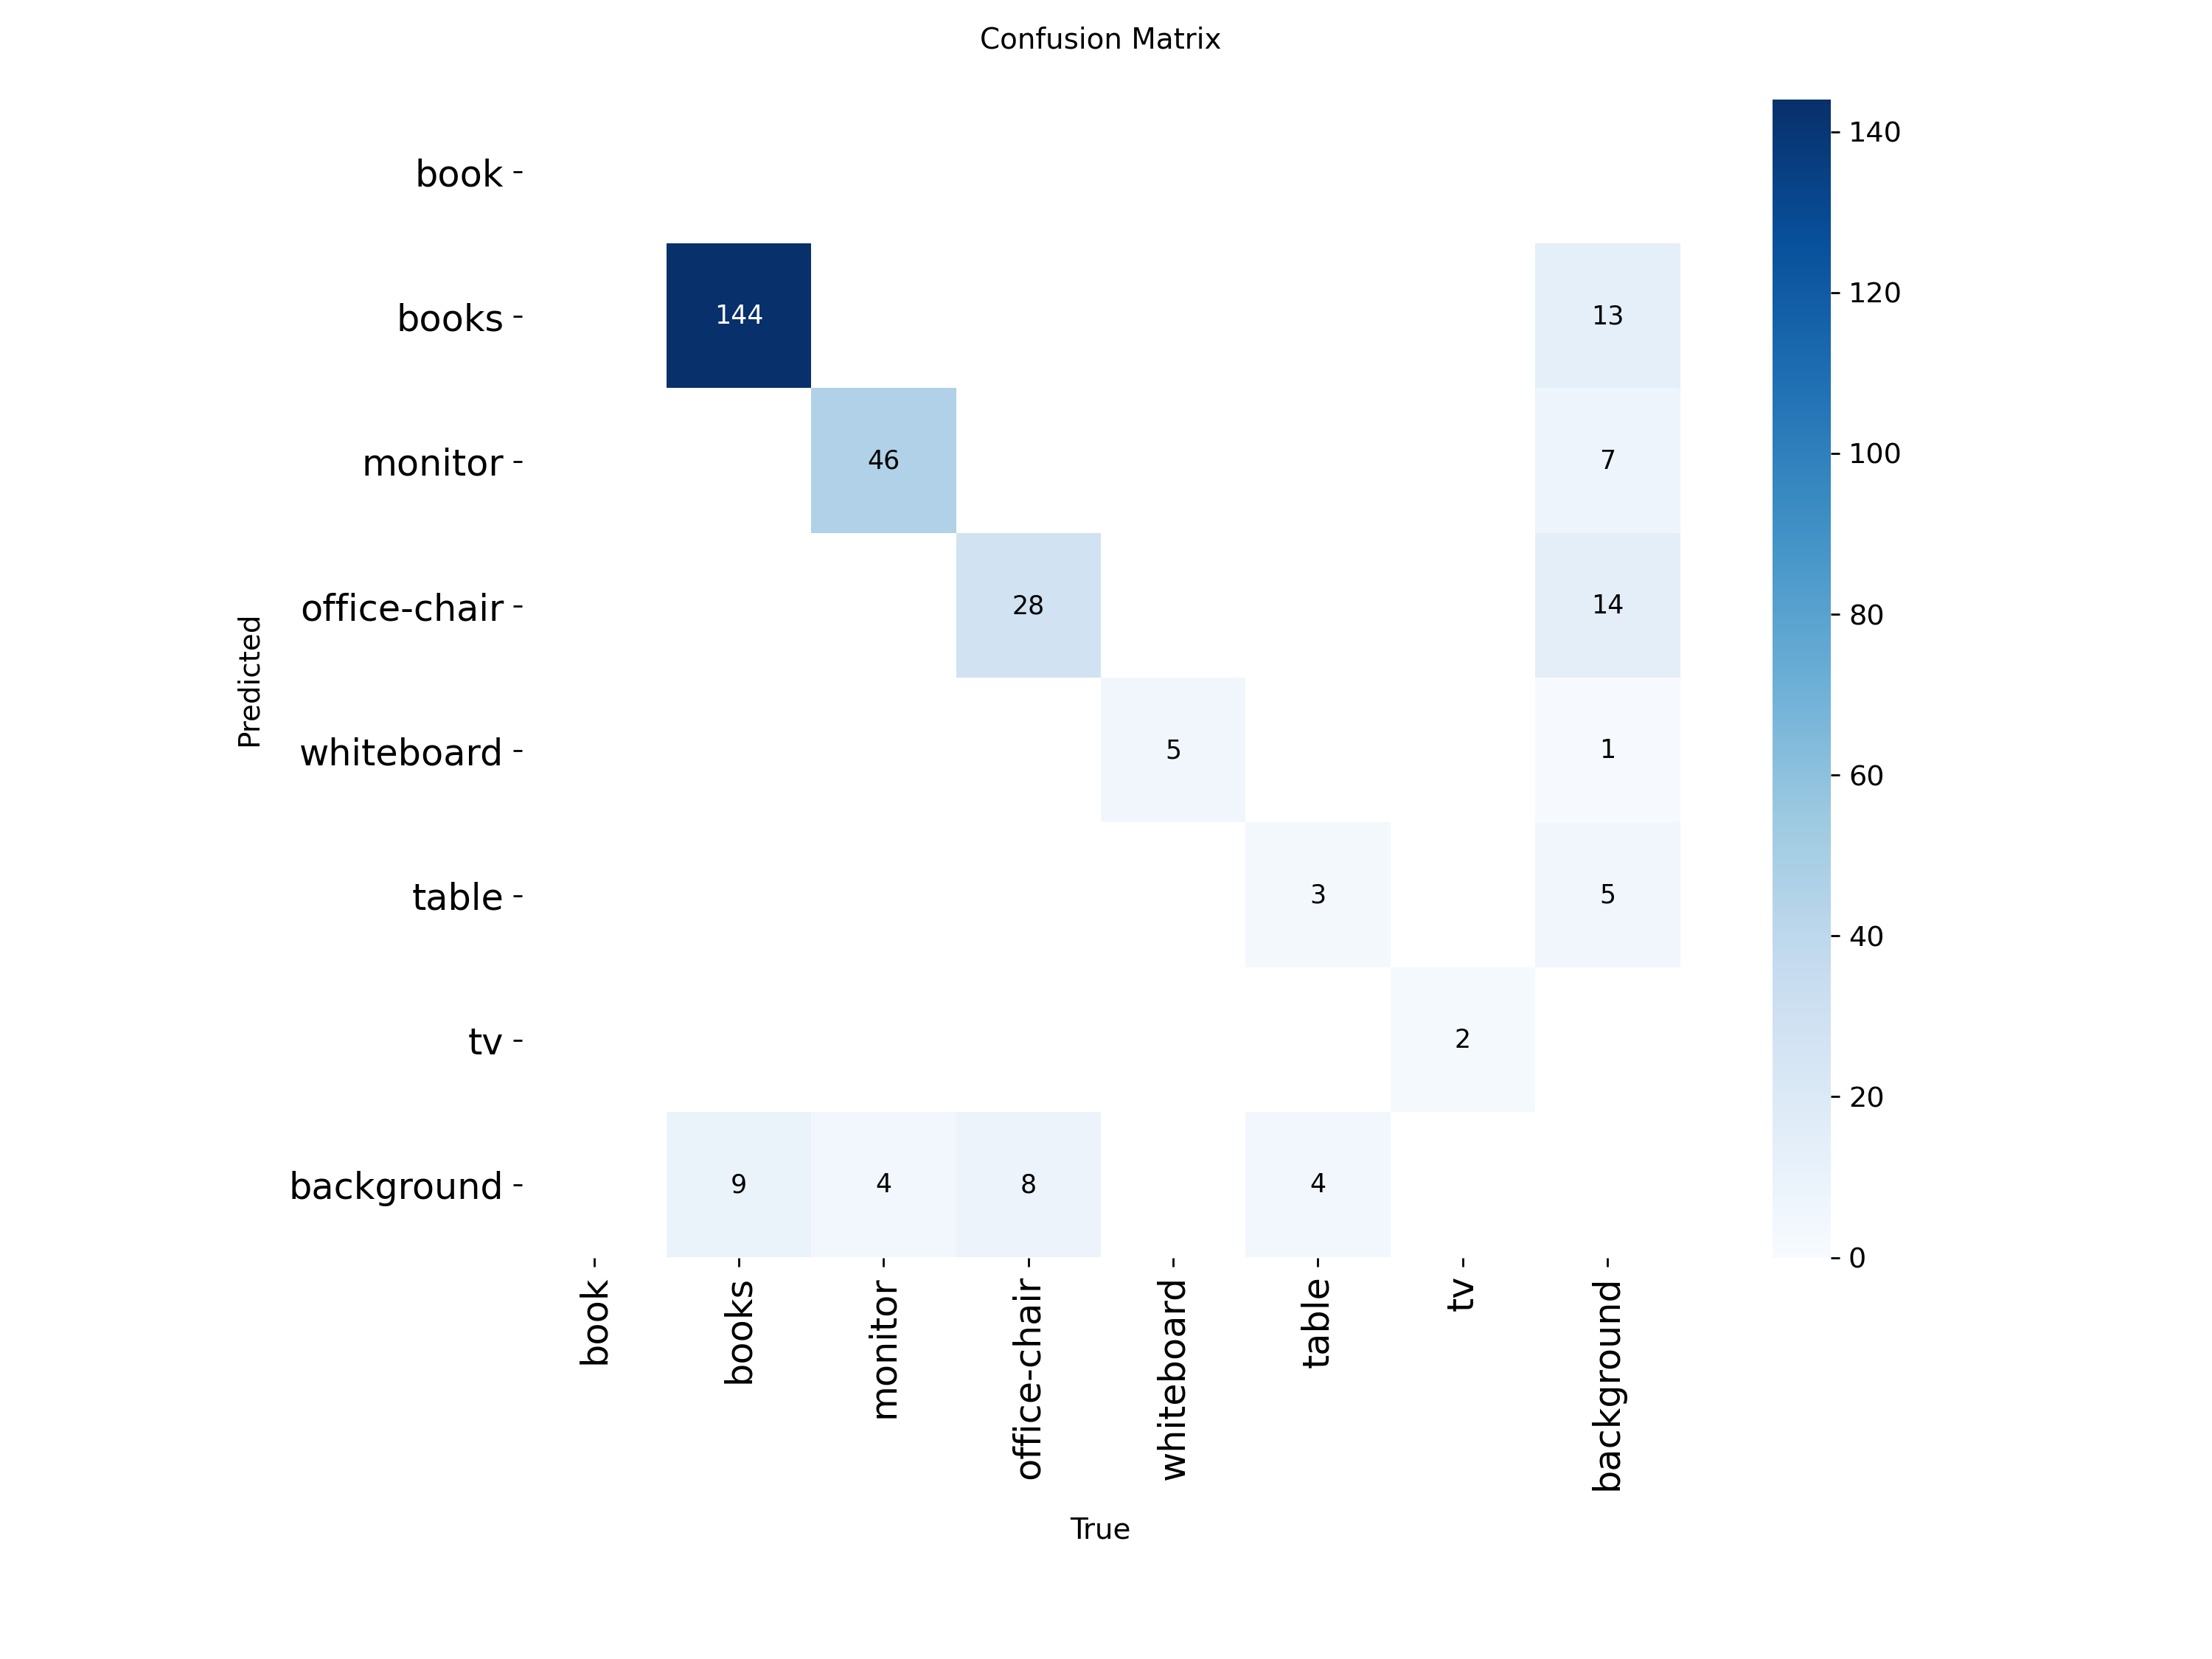 Confusion Matrix
book
books
144
13
monitor
46
7
office-chair
28
14
whiteboard
5
1
table
3
5
tv
2
background
9
4
8
4
Predicted
book
books
monitor
office-chair
whiteboard
table
tv
background
True
140
120
100
80
60
40
20
0